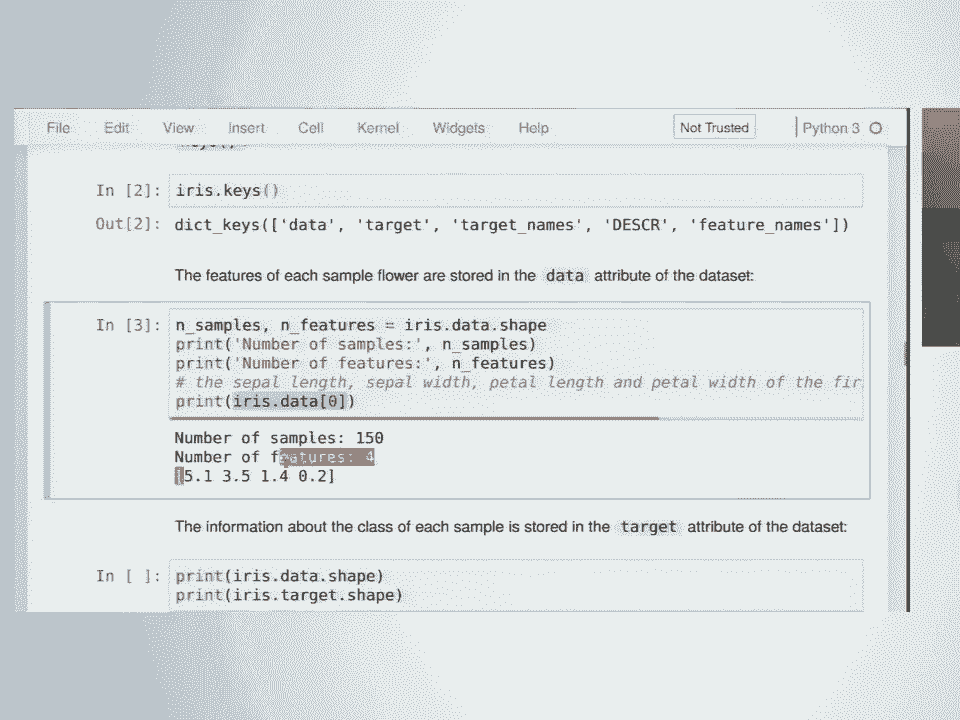 File Edit View Insert Cell Kernel Widgets Help Not Trusted Python 3
In [2]: iris.keys()
Out[2]: dict_keys(['data', 'target', 'target_names', 'DESCR', 'feature_names'])
The features of each sample flower are stored in the data attribute of the dataset:
In [3]: n_samples, n_features = iris.data.shape
print('Number of samples:', n_samples)
print('Number of features:', n_features)
# the sepal length, sepal width, petal length and petal width of the fir
print(iris.data[0])
Number of samples: 150
Number of features: 4
[5.1 3.5 1.4 0.2]
The information about the class of each sample is stored in the target attribute of the dataset:
In [ ]: print(iris.data.shape)
print(iris.target.shape)